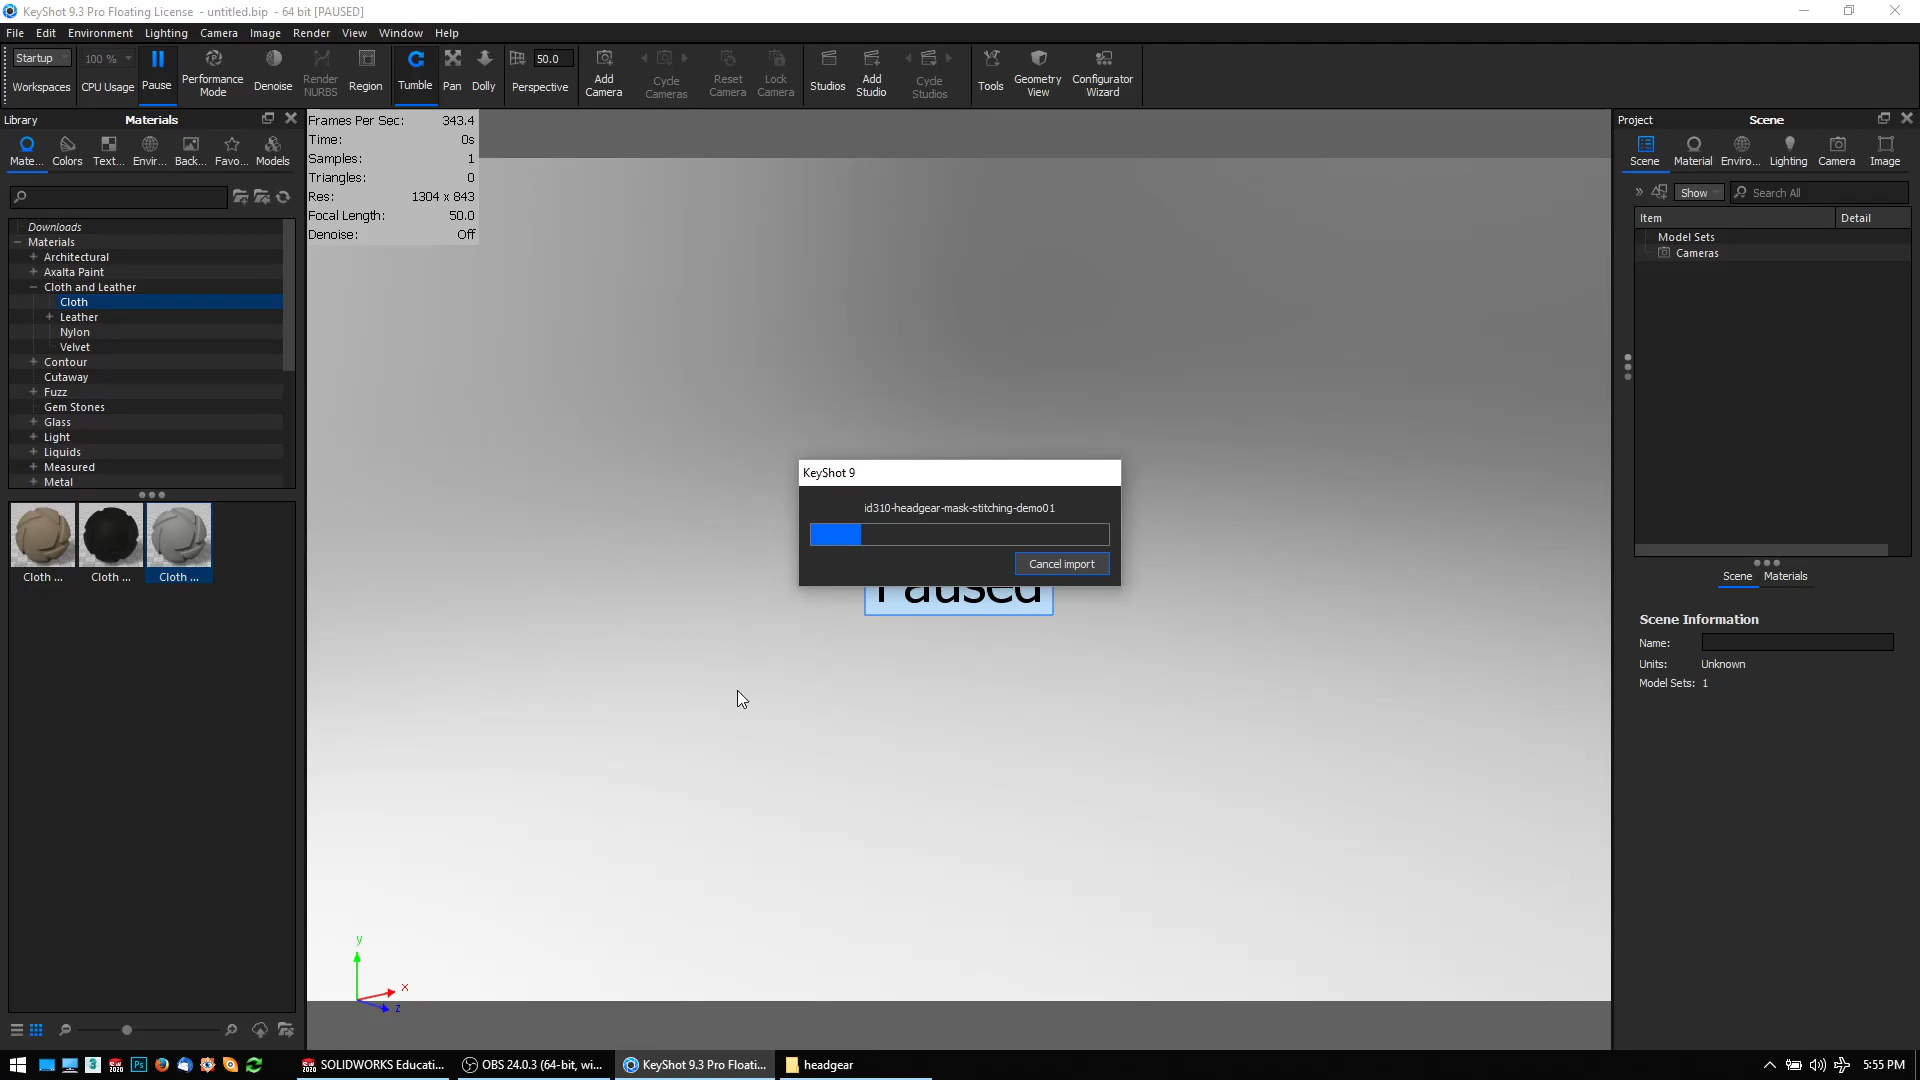 KeyShot 9.3 Pro Floating License - untitled.bip - 64 bit [PAUSED]
File Edit Environment Lighting Camera Image Render View Window Help
Startup 100 % 50.0
Workspaces CPU Usage Pause Performance Mode Denoise Render NURBS Region Tumble Pan Dolly Perspective Add Camera Cycle Cameras Reset Camera Lock Camera Studios Add Studio Cycle Studios Tools Geometry View Configurator Wizard
Library Materials
Mate... Colors Text... Envir... Back... Favo... Models
Downloads
Materials
Architectural
Axalta Paint
Cloth and Leather
Cloth
Leather
Nylon
Velvet
Contour
Cutaway
Fuzz
Gem Stones
Glass
Light
Liquids
Measured
Metal
Cloth ... Cloth ... Cloth ...
Frames Per Sec: 343.4
Time: 0s
Samples: 1
Triangles: 0
Res: 1304 x 843
Focal Length: 50.0
Denoise: Off
KeyShot 9
id310-headgear-mask-stitching-demo01
Cancel import
Paused
y
x
z
Project Scene
Scene Material Enviro... Lighting Camera Image
Show Search All
Item Detail
Model Sets
Cameras
Scene Materials
Scene Information
Name:
Units: Unknown
Model Sets: 1
SOLIDWORKS Educati... OBS 24.0.3 (64-bit, wi... KeyShot 9.3 Pro Floati... headgear 5:55 PM